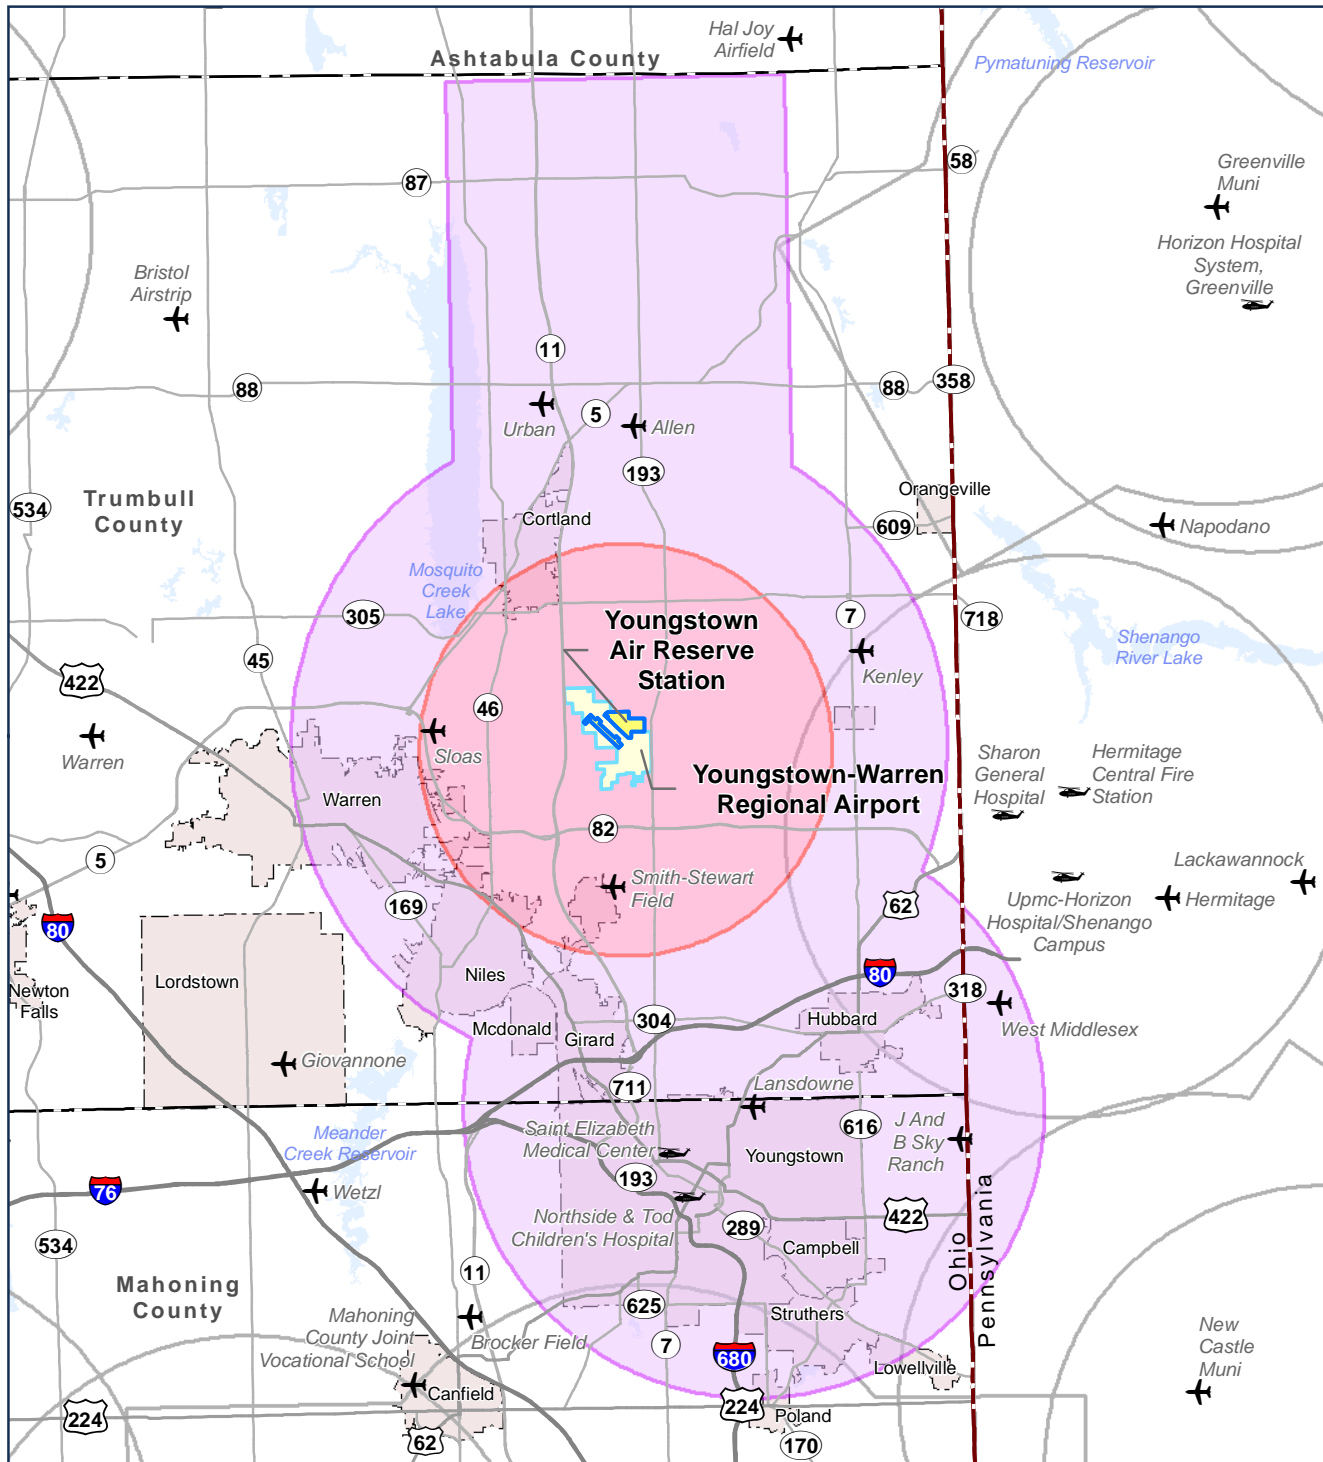 Hal Joy
Airfield
Ashtabula County
Pymatuning Reservoir
58
Greenville
Muni
87
Horizon Hospital
System,
Greenville
Bristol
Airstrip
11
88
88
358
5
Urban
Allen
193
Orangeville
534
Trumbull
County
Cortland
609
Napodano
Mosquito
Creek
Lake
305
Youngstown
Air Reserve
Station
7
718
Shenango
River Lake
45
422
Kenley
46
Warren
Sloas
Sharon
General
Hospital
Hermitage
Central Fire
Station
Youngstown-Warren
Regional Airport
Warren
82
5
Lackawannock
Smith-Stewart
Field
169
62
Upmc-Horizon
Hospital/Shenango
Campus
Hermitage
80
Lordstown
Niles
80
Newton
Falls
318
Mcdonald
Girard
304
Hubbard
West Middlesex
Giovannone
711
Lansdowne
Meander
Creek Reservoir
Saint Elizabeth
Medical Center
616
J And
B Sky
Ranch
Youngstown
76
Wetzl
193
Northside & Tod
Children's Hospital
289
422
534
Campbell
Ohio
Pennsylvania
Mahoning
County
11
625
Struthers
Mahoning
County Joint
Vocational School
Brocker Field
7
680
Lowellville
New
Castle
Muni
Canfield
224
224
Poland
62
170